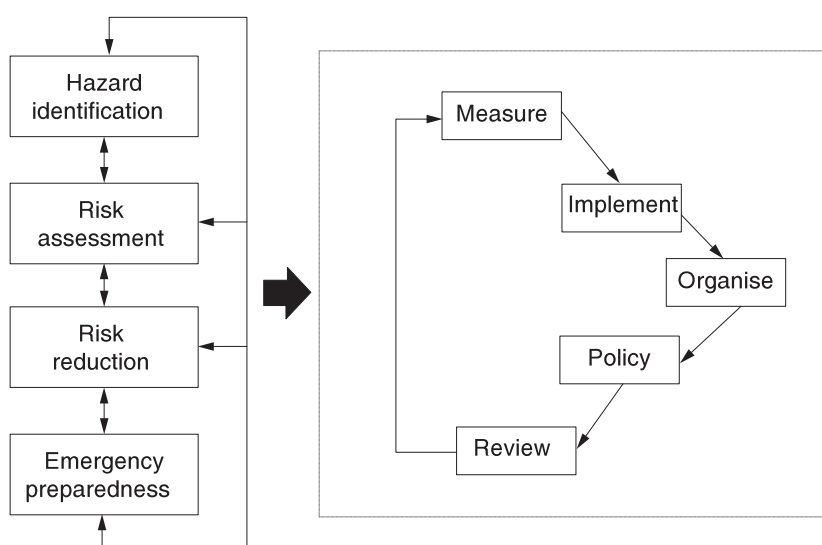 Hazard
identification
Risk
assessment
Risk
reduction
Emergency
preparedness
Measure
Implement
Organise
Policy
Review